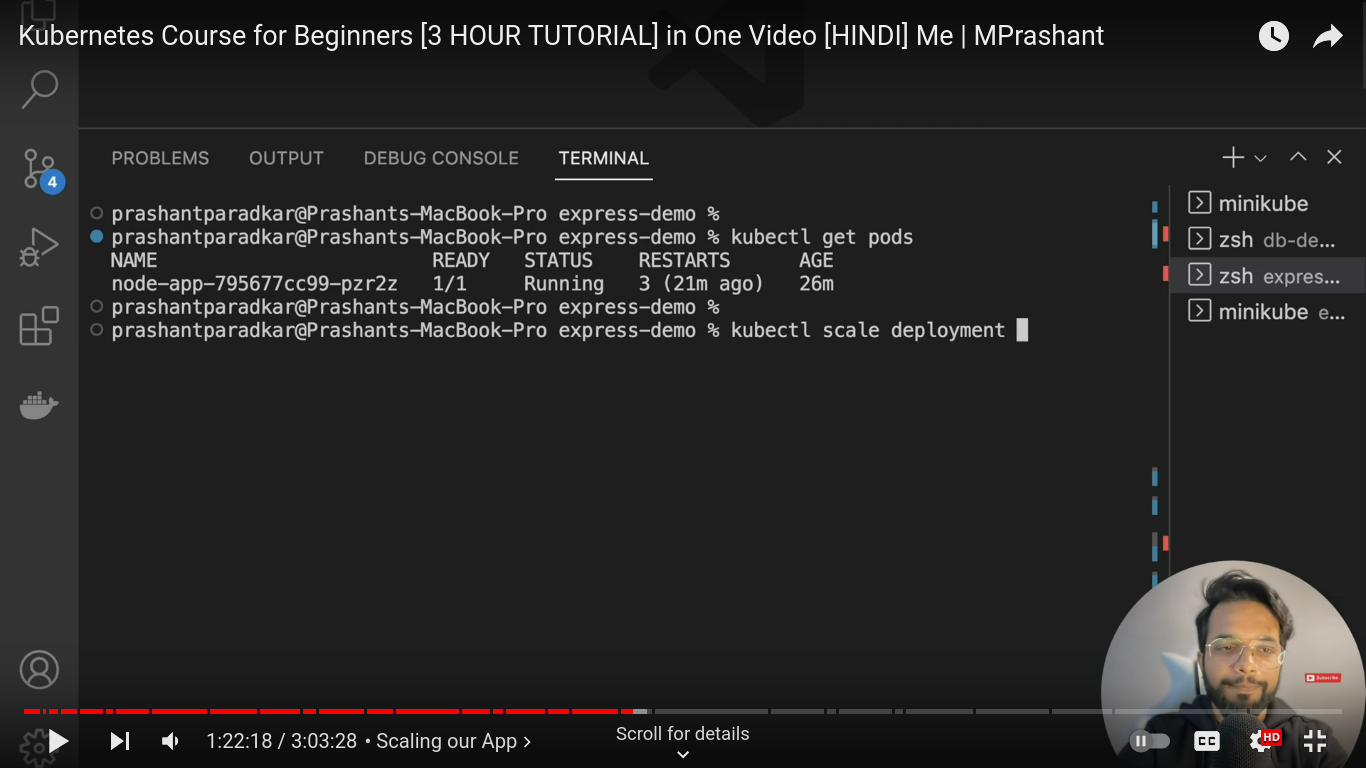 Kubernetes Course for Beginners [3 HOUR TUTORIAL] in One Video [HINDI] Me | MPrashant
4
PROBLEMS OUTPUT DEBUG CONSOLE TERMINAL
prashantparadkar@Prashants-MacBook-Pro express-demo %
prashantparadkar@Prashants-MacBook-Pro express-demo % kubectl get pods
NAME READY STATUS RESTARTS AGE
node-app-795677cc99-pzr2z 1/1 Running 3 (21m ago) 26m
prashantparadkar@Prashants-MacBook-Pro express-demo %
prashantparadkar@Prashants-MacBook-Pro express-demo % kubectl scale deployment
minikube
zsh db-de...
zsh expres...
minikube e...
Subscribe
Scroll for details
1:22:18 / 3:03:28 • Scaling our App ›
CC
HD